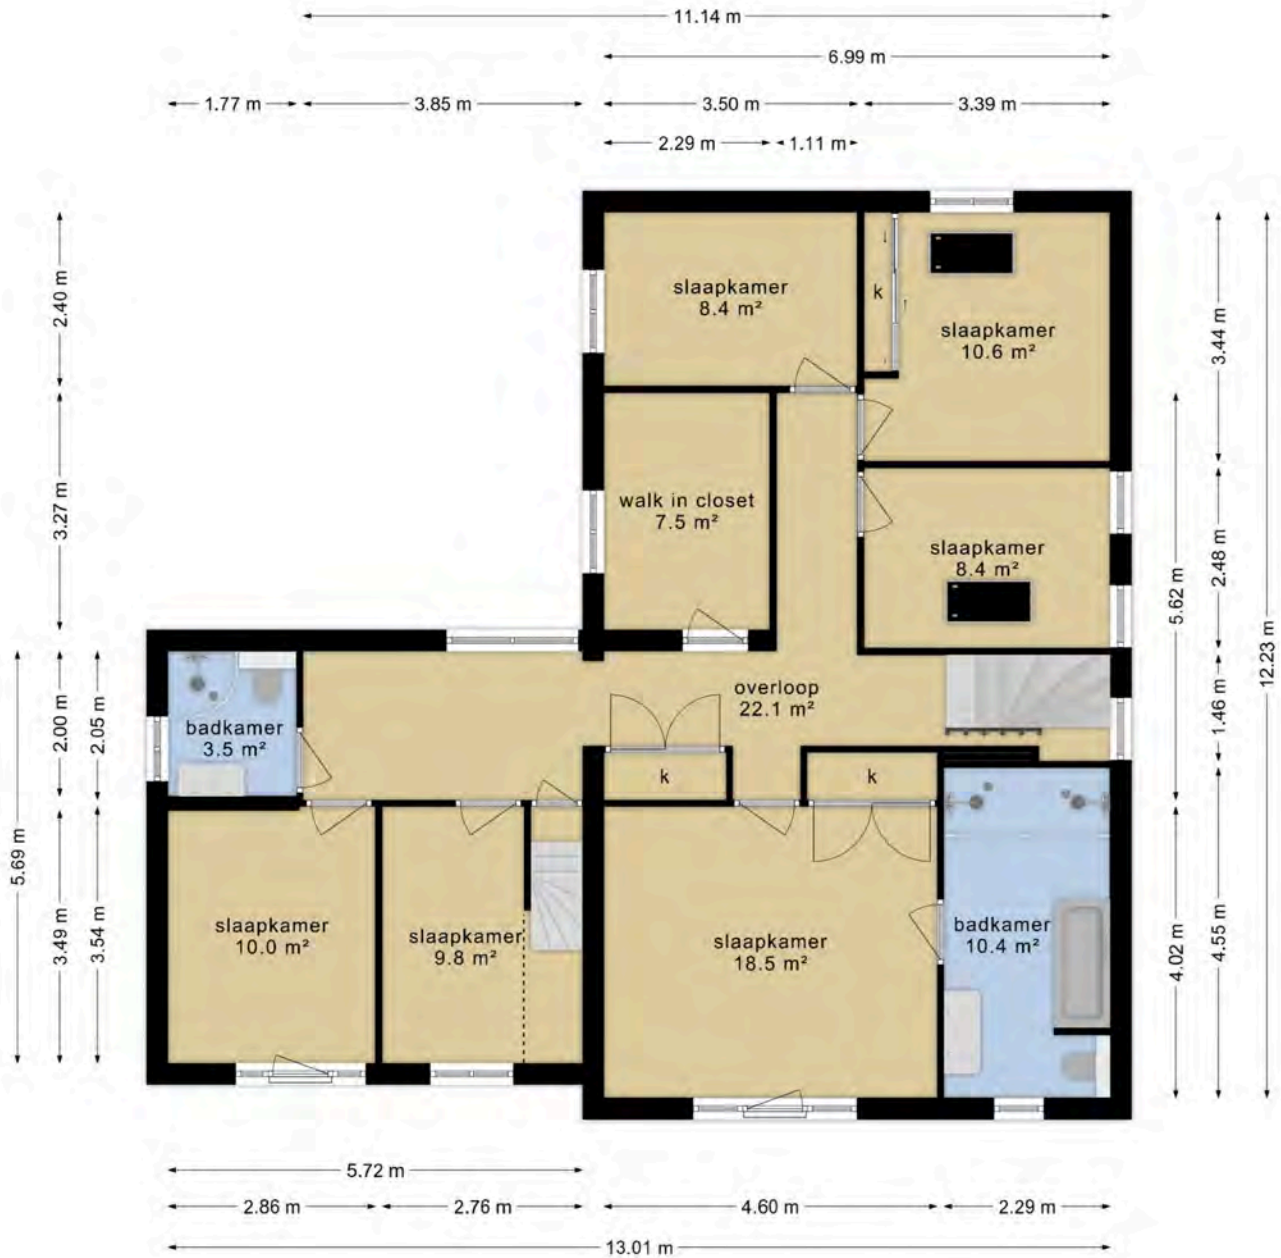 11.14 m
6.99 m
1.77 m
3.85 m
3.50 m
3.39 m
2.29 m
1.11 m
2.40 m
3.27 m
5.69 m
2.00 m
2.05 m
3.49 m
3.54 m
slaapkamer
8.4 m²
k
slaapkamer
10.6 m²
walk in closet
7.5 m²
slaapkamer
8.4 m²
badkamer
3.5 m²
overloop
22.1 m²
k
k
slaapkamer
10.0 m²
slaapkamer
9.8 m²
slaapkamer
18.5 m²
badkamer
10.4 m²
3.44 m
2.48 m
5.62 m
1.46 m
12.23 m
4.02 m
4.55 m
5.72 m
2.86 m
2.76 m
4.60 m
2.29 m
13.01 m